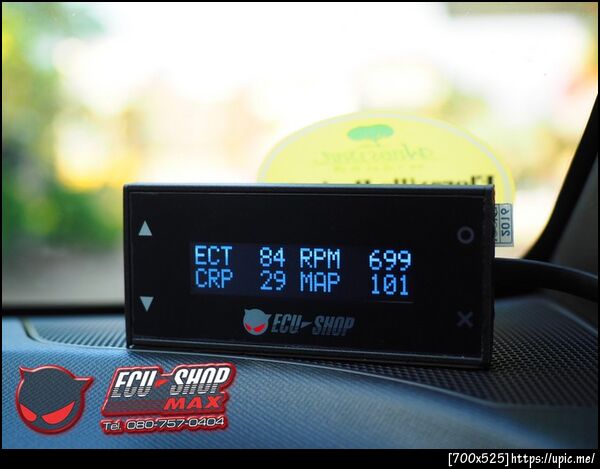 ECT 84 RPM 699
CRP 29 MAP 101
ECU-SHOP
2016
ECU-SHOP
MAX
Tel. 080-757-0404
[700x525]https://upic.me/